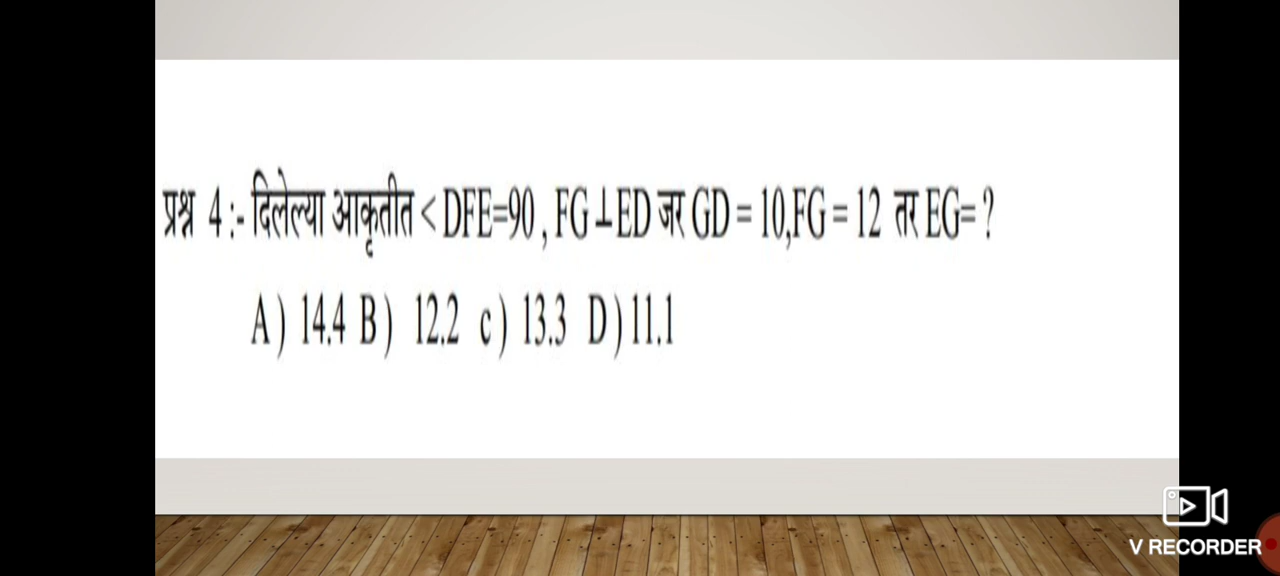 प्रश्न 4 :- दिलेल्या आकृतीत < DFE=90 , FG⊥ED जर GD = 10,FG = 12 तर EG= ?
A ) 14.4 B ) 12.2 c ) 13.3 D ) 11.1
V RECORDER